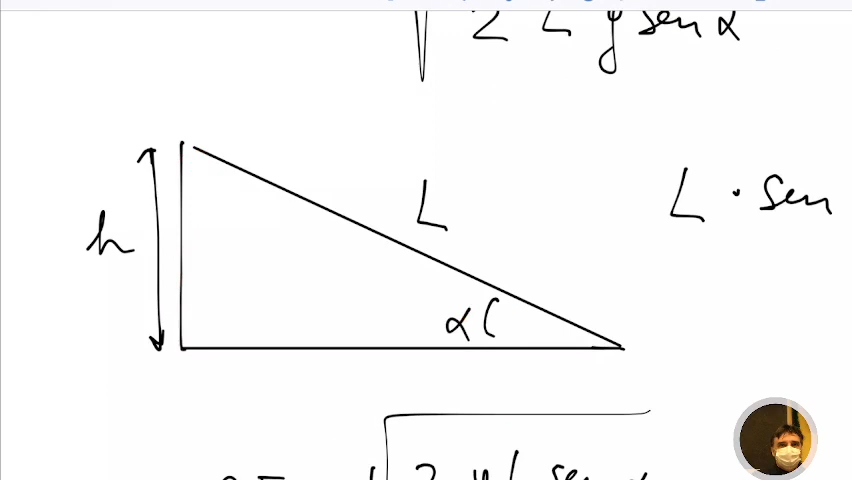 √ 2 L g sen α
L
L · sen
h
α